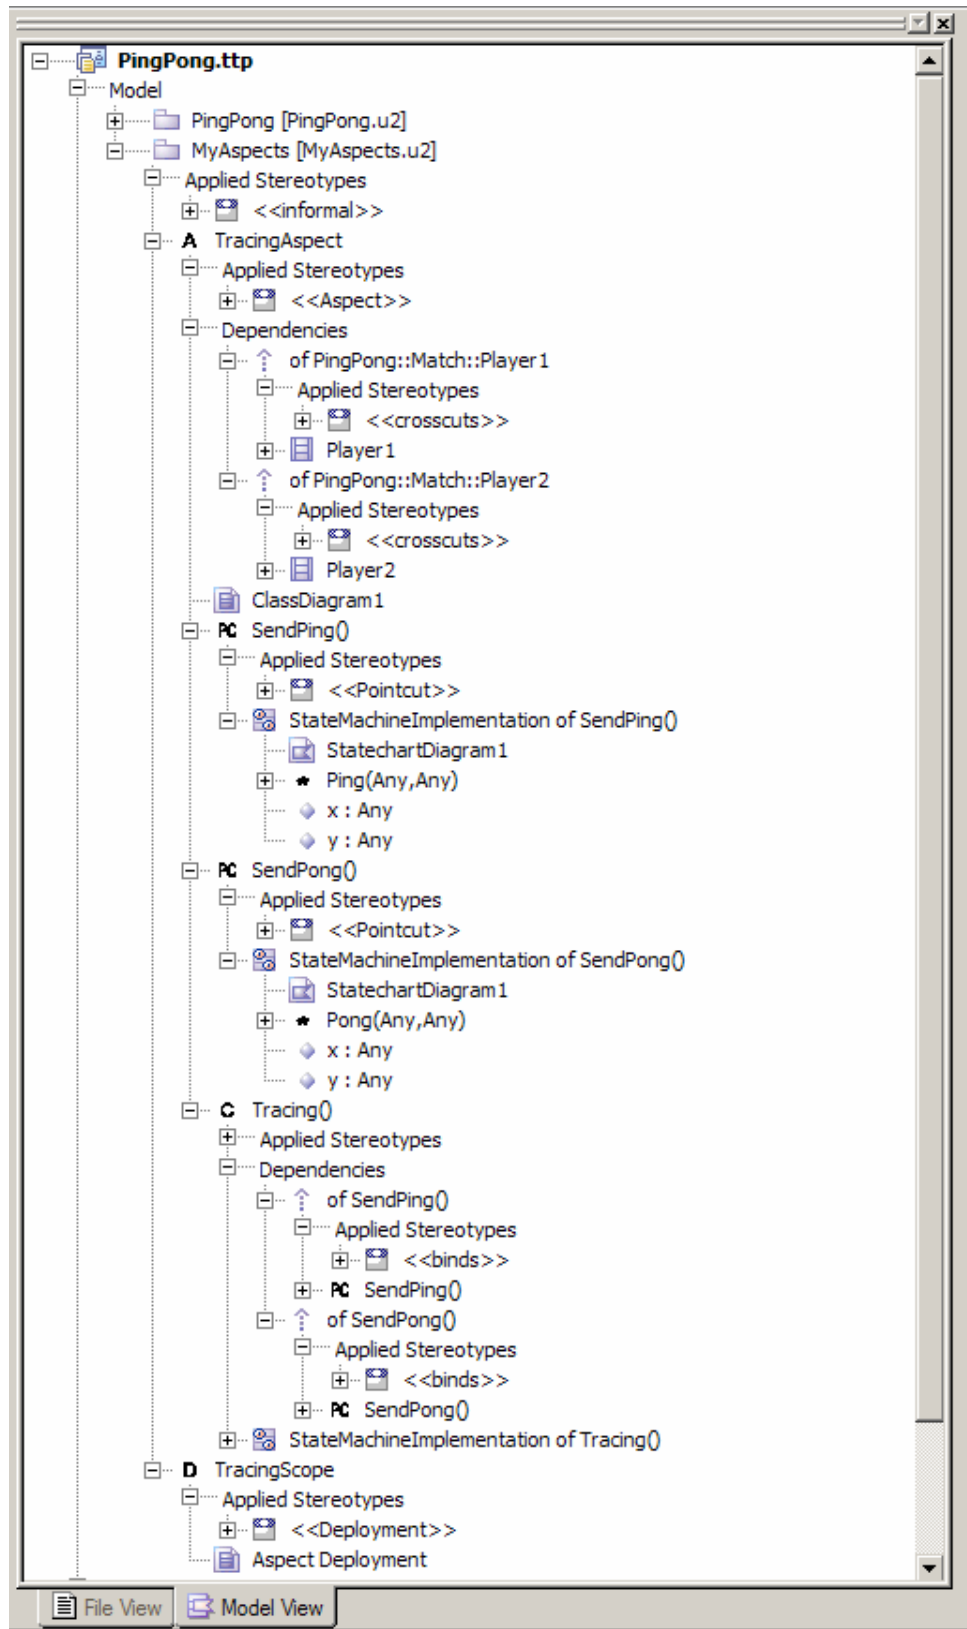 PingPong.ttp
Model
PingPong [PingPong.u2]
MyAspects [MyAspects.u2]
Applied Stereotypes
<<informal>>
A TracingAspect
Applied Stereotypes
<<Aspect>>
Dependencies
of PingPong::Match::Player1
Applied Stereotypes
<<crosscuts>>
Player1
of PingPong::Match::Player2
Applied Stereotypes
<<crosscuts>>
Player2
ClassDiagram1
PC SendPing()
Applied Stereotypes
<<Pointcut>>
StateMachineImplementation of SendPing()
StatechartDiagram1
Ping(Any,Any)
x : Any
y : Any
PC SendPong()
Applied Stereotypes
<<Pointcut>>
StateMachineImplementation of SendPong()
StatechartDiagram1
Pong(Any,Any)
x : Any
y : Any
C Tracing()
Applied Stereotypes
Dependencies
of SendPing()
Applied Stereotypes
<<binds>>
PC SendPing()
of SendPong()
Applied Stereotypes
<<binds>>
PC SendPong()
StateMachineImplementation of Tracing()
D TracingScope
Applied Stereotypes
<<Deployment>>
Aspect Deployment
File View Model View